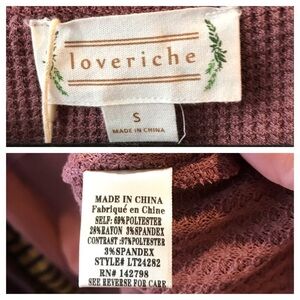 loveriche
S
MADE IN CHINA
MADE IN CHINA
Fabriqué en Chine
SELF: 69%POLYESTER
28%RAYON 3%SPANDEX
CONTRAST :97%POLYESTER
3%SPANDEX
STYLE# LT24282
RN# 142798
SEE REVERSE FOR CARE